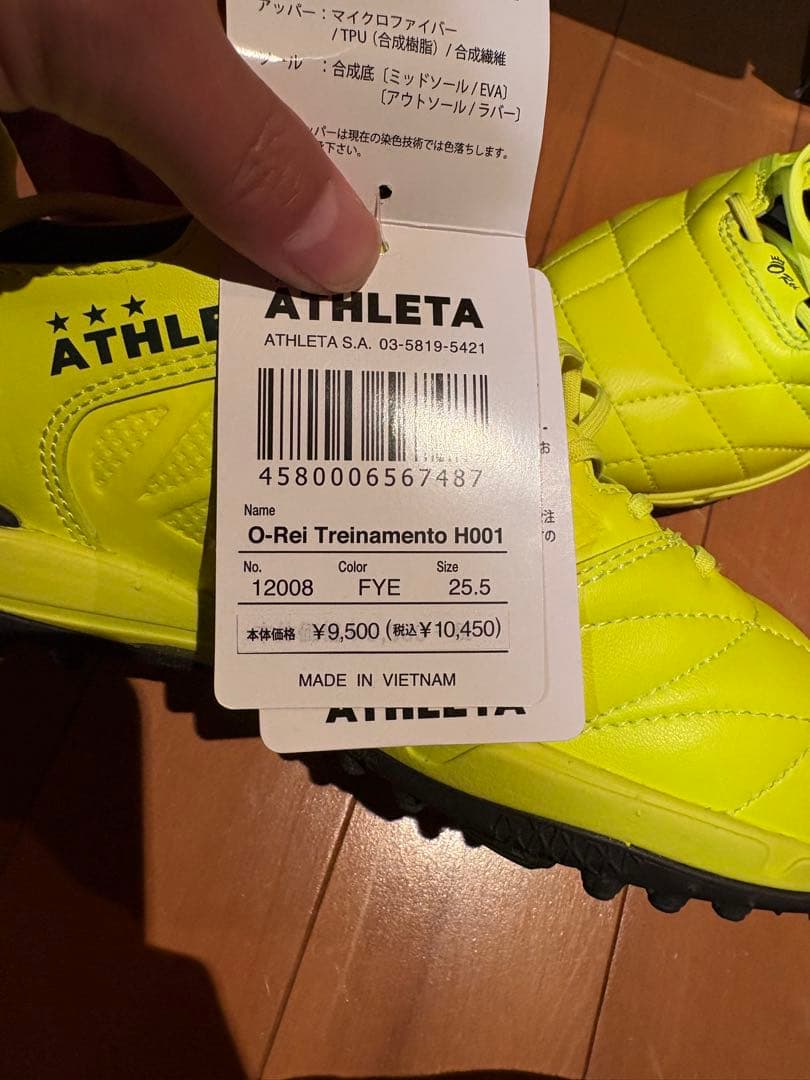 アッパー：マイクロファイバー
/TPU（合成樹脂）/合成繊維
ール ：合成底〔ミッドソール/EVA〕
〔アウトソール/ラバー〕
パーは現在の染色技術では色落ちします。
下さい。
ATHLETA
ATHLETA S.A. 03-5819-5421
4580006567487
Name
O-Rei Treinamento H001
No. Color Size
12008 FYE 25.5
本体価格 ¥9,500 (税込¥10,450)
MADE IN VIETNAM
ATHLETA
ATHLE
お
注
の